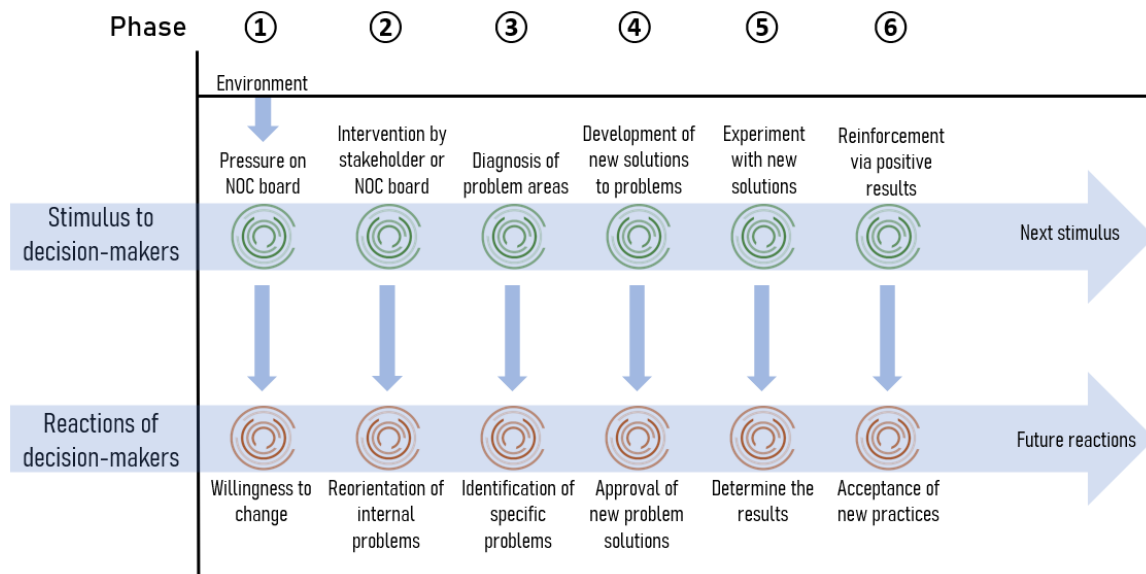 Phase ① ② ③ ④ ⑤ ⑥
Environment
Pressure on
NOC board
Intervention by
stakeholder or
NOC board
Diagnosis of
problem areas
Development of
new solutions
to problems
Experiment
with new
solutions
Reinforcement
via positive
results
Stimulus to
decision-makers
Next stimulus
Reactions of
decision-makers
Future reactions
Willingness to
change
Reorientation of
internal
problems
Identification of
specific
problems
Approval of
new problem
solutions
Determine the
results
Acceptance of
new practices